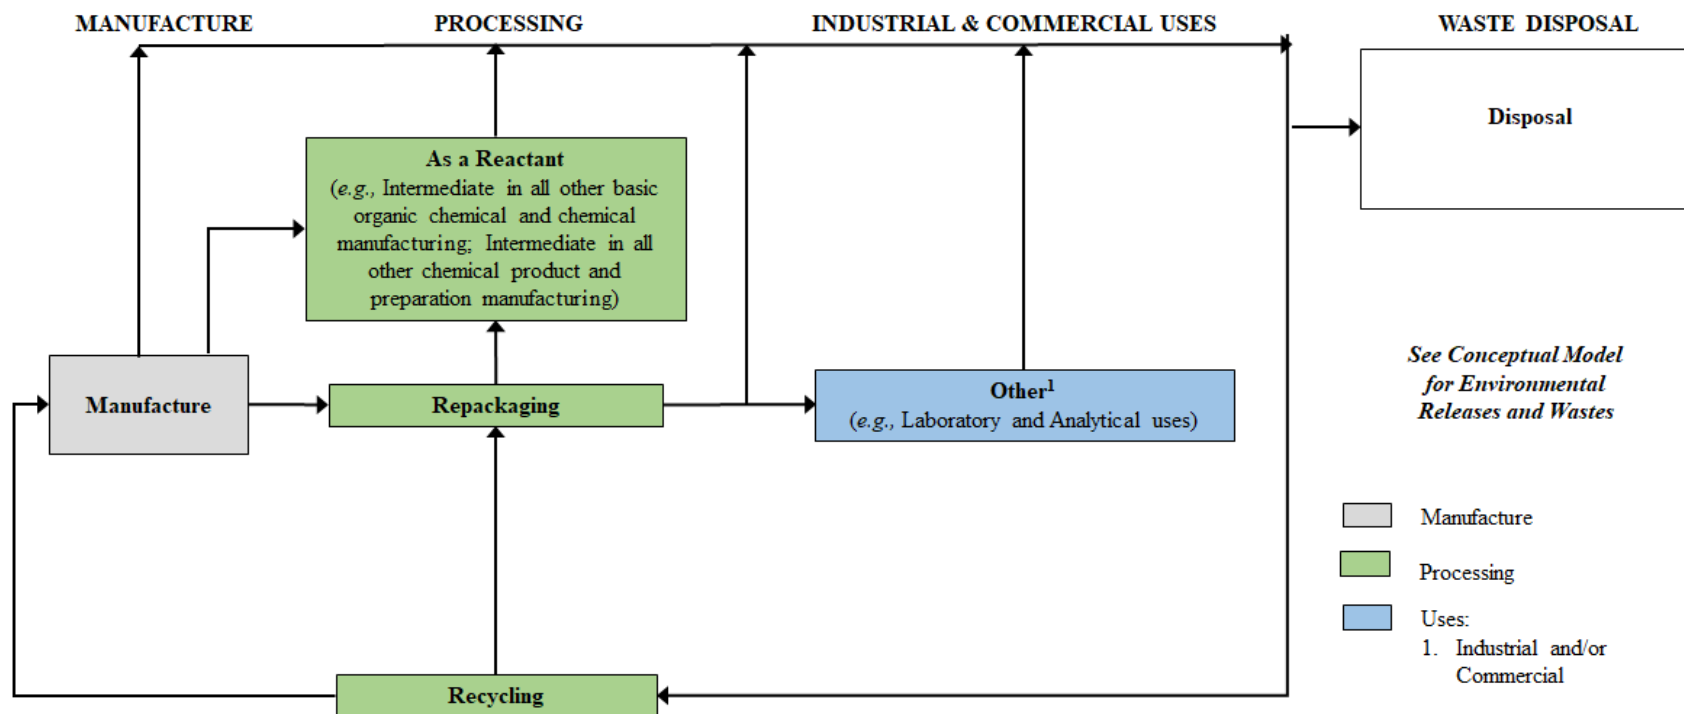 MANUFACTURE
PROCESSING
INDUSTRIAL & COMMERCIAL USES
WASTE DISPOSAL
Disposal
As a Reactant
(e.g., Intermediate in all other basic
organic chemical and chemical
manufacturing; Intermediate in all
other chemical product and
preparation manufacturing)
Manufacture
Repackaging
Other1
(e.g., Laboratory and Analytical uses)
See Conceptual Model
for Environmental
Releases and Wastes
Manufacture
Processing
Uses:
1. Industrial and/or
Commercial
Recycling